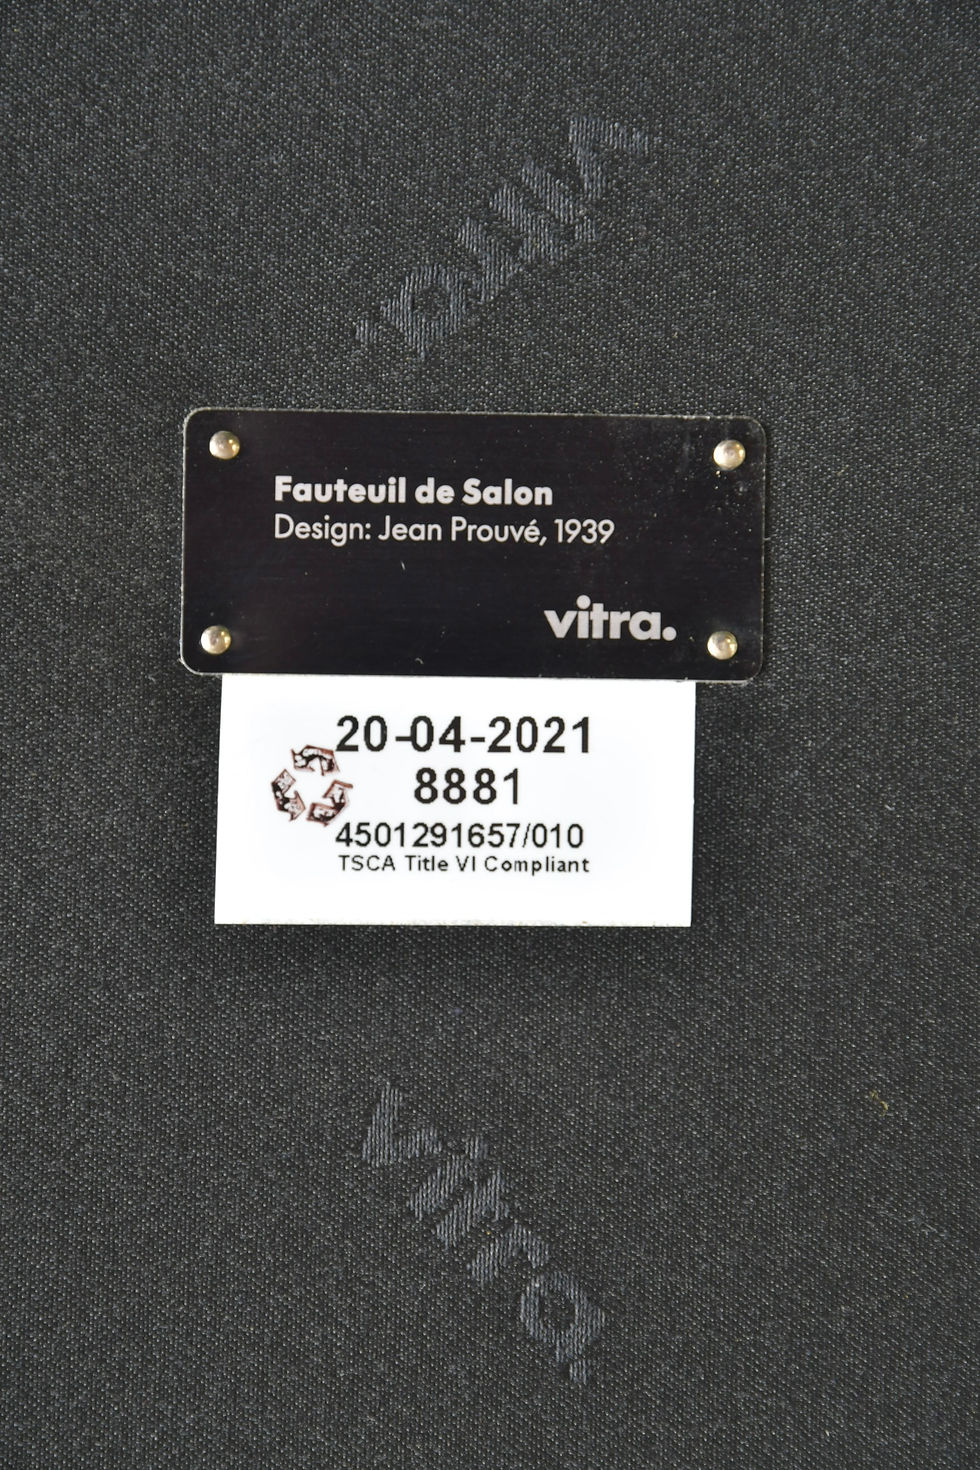 vitra.
Fauteuil de Salon
Design: Jean Prouvé, 1939
vitra.
20-04-2021
8881
4501291657/010
TSCA Title VI Compliant
vitra.